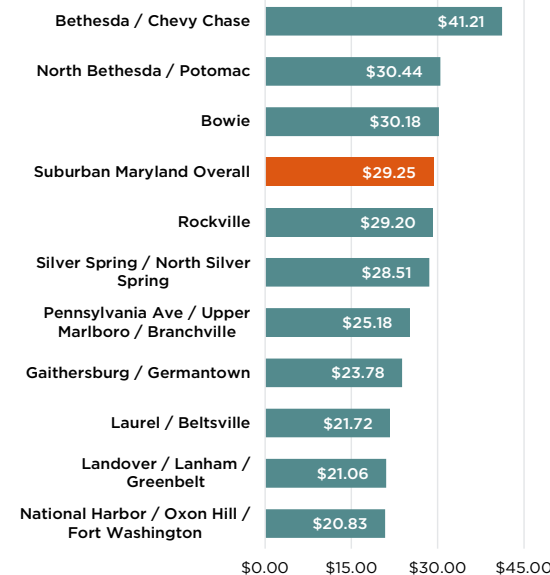 Bethesda / Chevy Chase
$41.21
North Bethesda / Potomac
$30.44
Bowie
$30.18
Suburban Maryland Overall
$29.25
Rockville
$29.20
Silver Spring / North Silver
Spring
$28.51
Pennsylvania Ave / Upper
Marlboro / Branchville
$25.18
Gaithersburg / Germantown
$23.78
Laurel / Beltsville
$21.72
Landover / Lanham /
Greenbelt
$21.06
National Harbor / Oxon Hill /
Fort Washington
$20.83
$0.00 $15.00 $30.00 $45.00